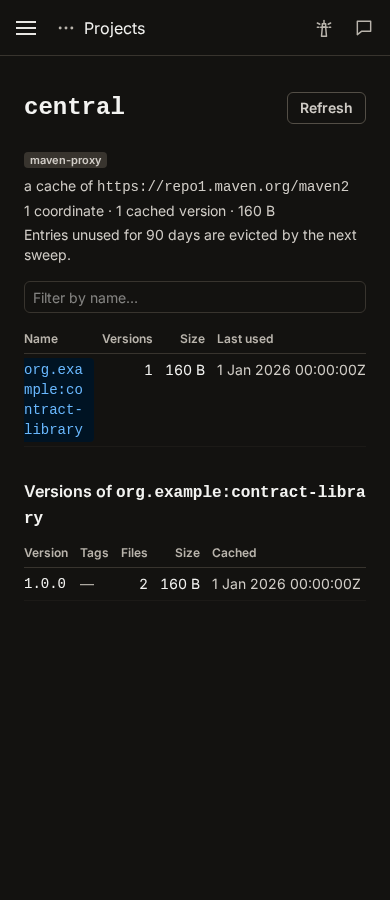 Projects
central
Refresh
maven-proxy
a cache of https://repo1.maven.org/maven2
1 coordinate · 1 cached version · 160 B
Entries unused for 90 days are evicted by the next
sweep.
Filter by name...
Name Versions Size Last used
org.exa 1 160 B 1 Jan 2026 00:00:00Z
mple:co
ntract-
library
Versions of org.example:contract-libra
ry
Version Tags Files Size Cached
1.0.0 — 2 160 B 1 Jan 2026 00:00:00Z